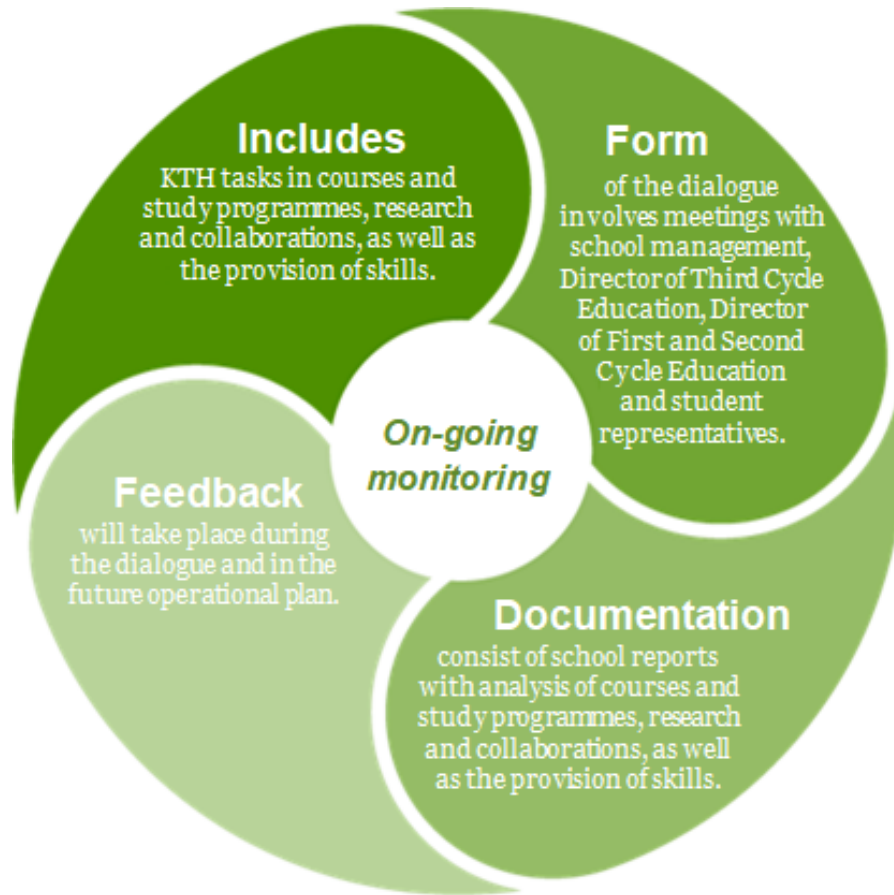 Includes
KTH tasks in courses and
study programmes, research
and collaborations, as well as
the provision of skills.
Form
of the dialogue
involves meetings with
school management,
Director of Third Cycle
Education, Director
of First and Second
Cycle Education
and student
representatives.
On-going
monitoring
Feedback
will take place during
the dialogue and in the
future operational plan.
Documentation
consist of school reports
with analysis of courses and
study programmes, research
and collaborations, as well
as the provision of skills.